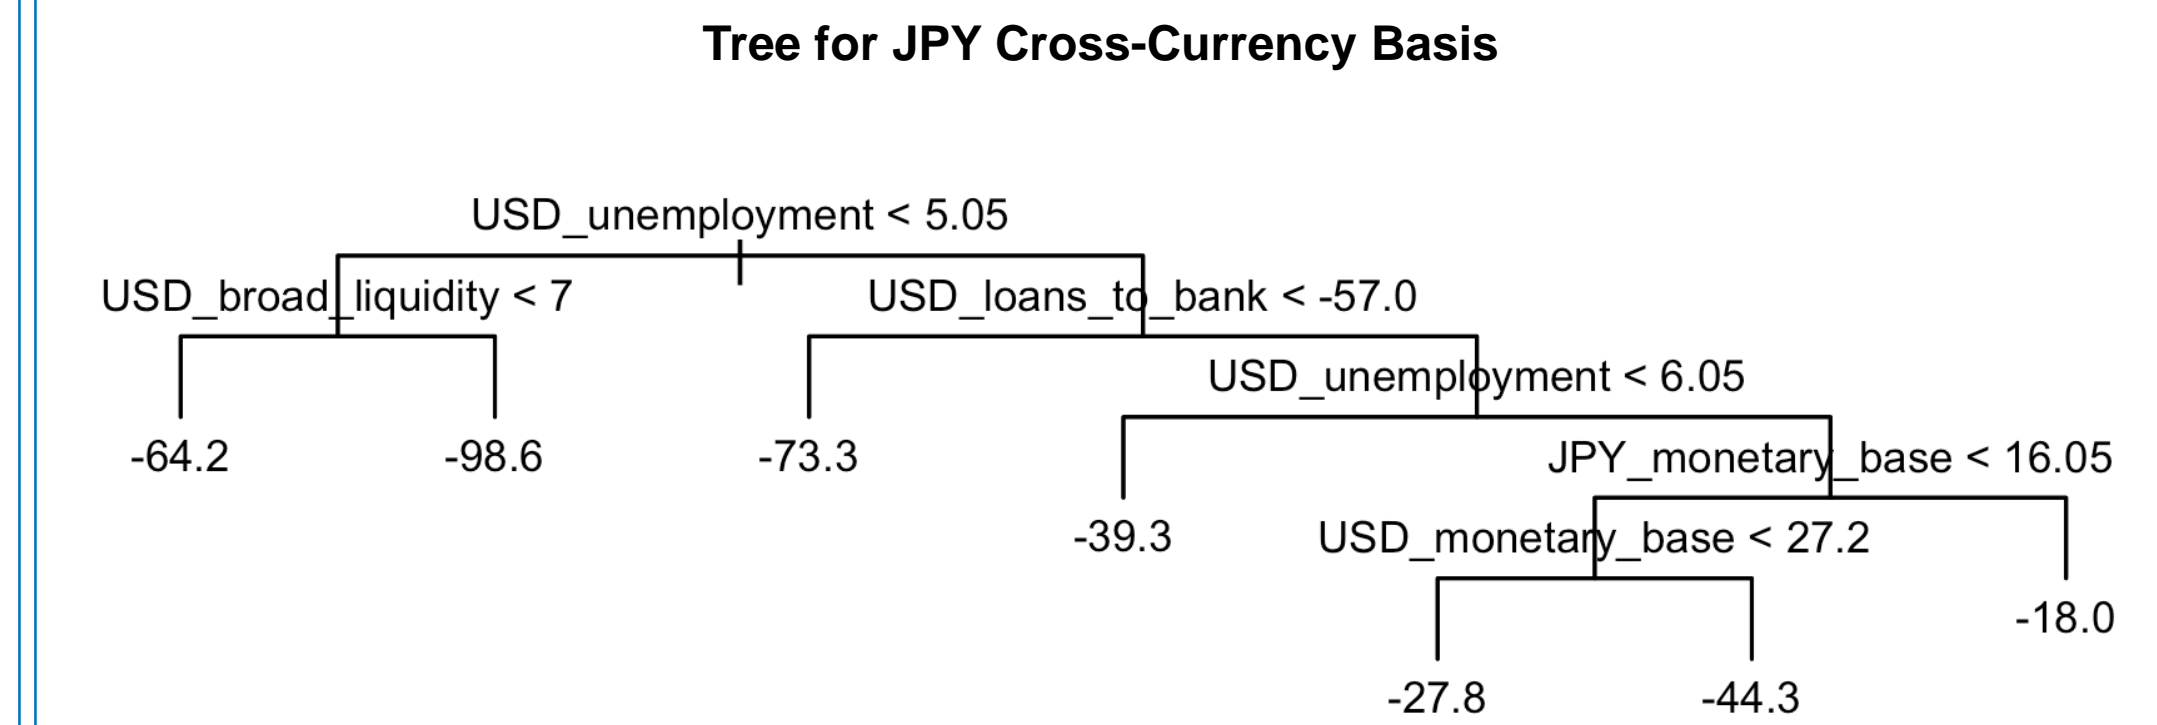 Tree for JPY Cross-Currency Basis
USD_unemployment < 5.05
USD_broad_liquidity < 7
USD_loans_to_bank < -57.0
USD_unemployment < 6.05
-64.2
-98.6
-73.3
JPY_monetary_base < 16.05
-39.3
USD_monetary_base < 27.2
-18.0
-27.8
-44.3